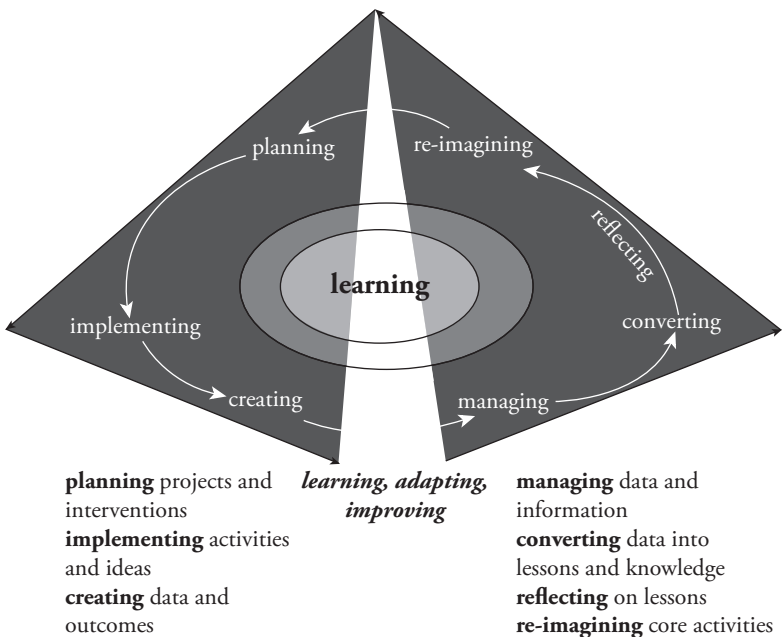 planning
re-imagining
reflecting
learning
implementing
converting
creating
managing
planning projects and
interventions
implementing activities
and ideas
creating data and
outcomes
learning, adapting,
improving
managing data and
information
converting data into
lessons and knowledge
reflecting on lessons
re-imagining core activities